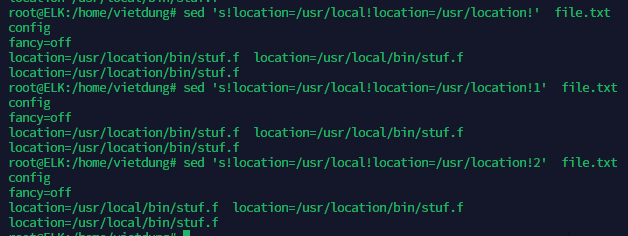 root@ELK:/home/vietdung# sed 's!location=/usr/local!location=/usr/location!'  file.txt
config
fancy=off
location=/usr/location/bin/stuf.f  location=/usr/local/bin/stuf.f
location=/usr/location/bin/stuf.f
root@ELK:/home/vietdung# sed 's!location=/usr/local!location=/usr/location!1'  file.txt
config
fancy=off
location=/usr/location/bin/stuf.f  location=/usr/local/bin/stuf.f
location=/usr/location/bin/stuf.f
root@ELK:/home/vietdung# sed 's!location=/usr/local!location=/usr/location!2'  file.txt
config
fancy=off
location=/usr/local/bin/stuf.f  location=/usr/location/bin/stuf.f
location=/usr/local/bin/stuf.f
root@ELK:/home/vietdung#